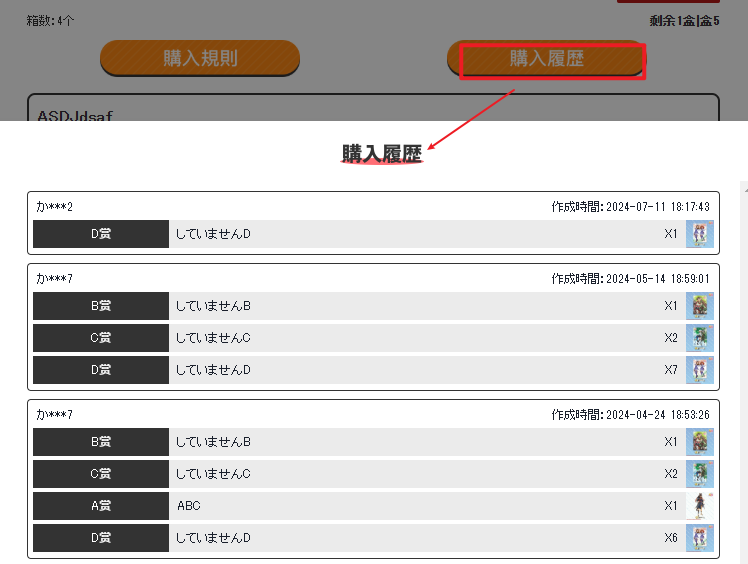 箱数:4个 剰余1盒|盒5
購入規則 購入履歴
ASDJdsaf
購入履歴
か***2 作成時間:2024-07-11 18:17:43
D賞 していませんD X1
か***7 作成時間:2024-05-14 18:59:01
B賞 していませんB X1
C賞 していませんC X2
D賞 していませんD X7
か***7 作成時間:2024-04-24 18:53:26
B賞 していませんB X1
C賞 していませんC X2
A賞 ABC X1
D賞 していませんD X6